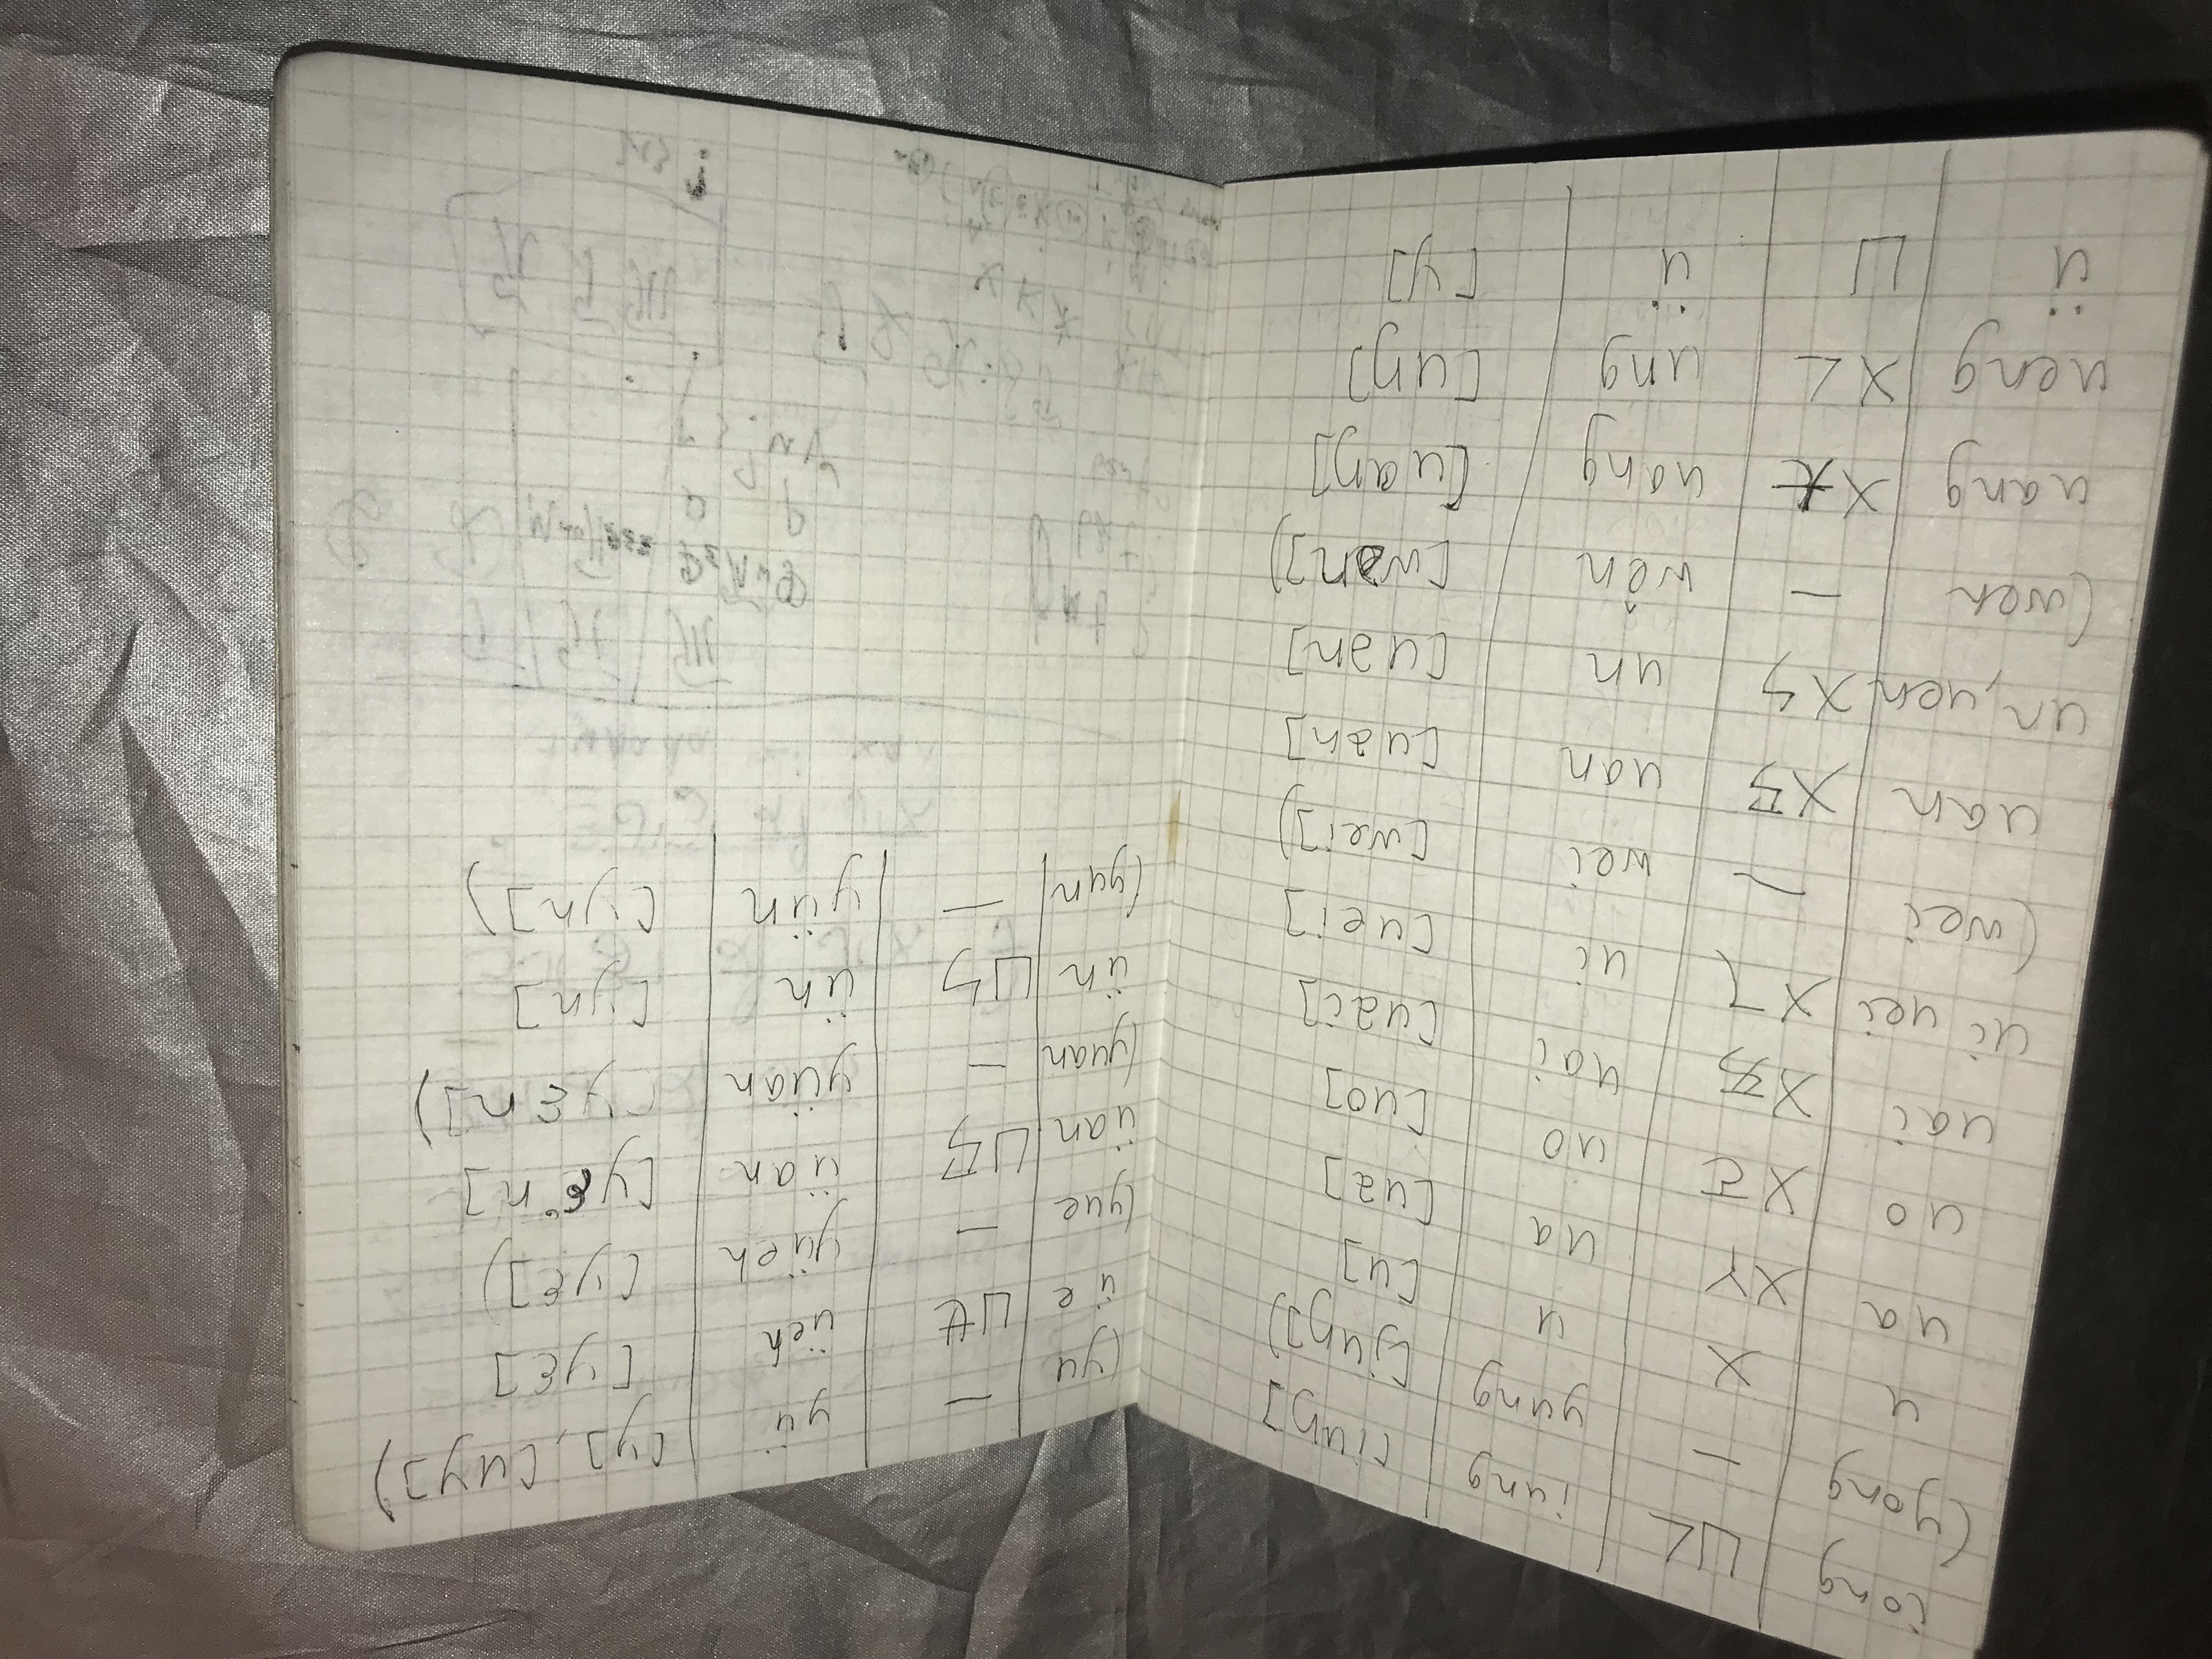 iong ㄩㄥ iung [iuŋ]
(yong — yung [juŋ])
u ㄨ u [u]
ua ㄨㄚ ua [ua]
uo ㄨㄛ uo [uo]
uai ㄨㄞ uai [uai]
ui uei ㄨㄟ ui [uei]
(wei — wei [wei])
uan ㄨㄢ uan [uan]
un, uen ㄨㄣ un [uən]
(wen — wên [wən])
uang ㄨㄤ uang [uaŋ]
ueng ㄨㄥ ung [uŋ]
ü ㄩ ü [y]
(yu — yü [y], [uy])
üe ㄩㄝ üeh [yɛ]
(yue — yüeh [yɛ])
üan ㄩㄢ üan [yɛn]
(yuan — yüan [yɛn])
ün ㄩㄣ ün [yn]
(yun — yün [yn])